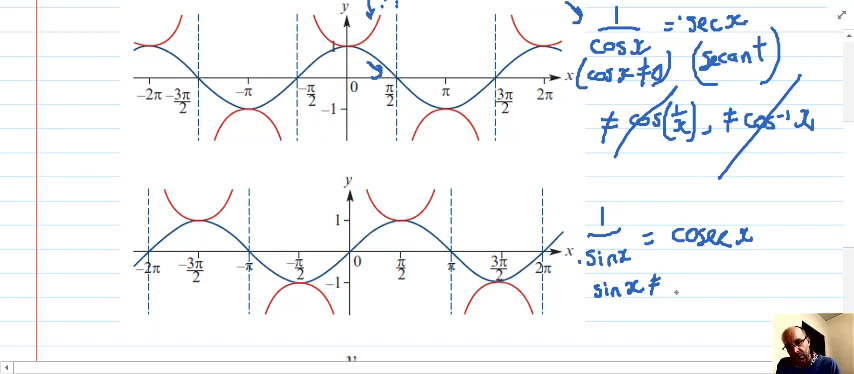 y
1/cos x = sec x
(cos x ≠ 0) (secant)
1
x
-2π -3π/2 -π -π/2 0 π/2 π 3π/2 2π
-1
≠ cos(1/x), ≠ cos⁻¹ x
y
1
1/sin x = cosec x
x
-2π -3π/2 -π -π/2 0 π/2 π 3π/2 2π
-1
sin x ≠
y